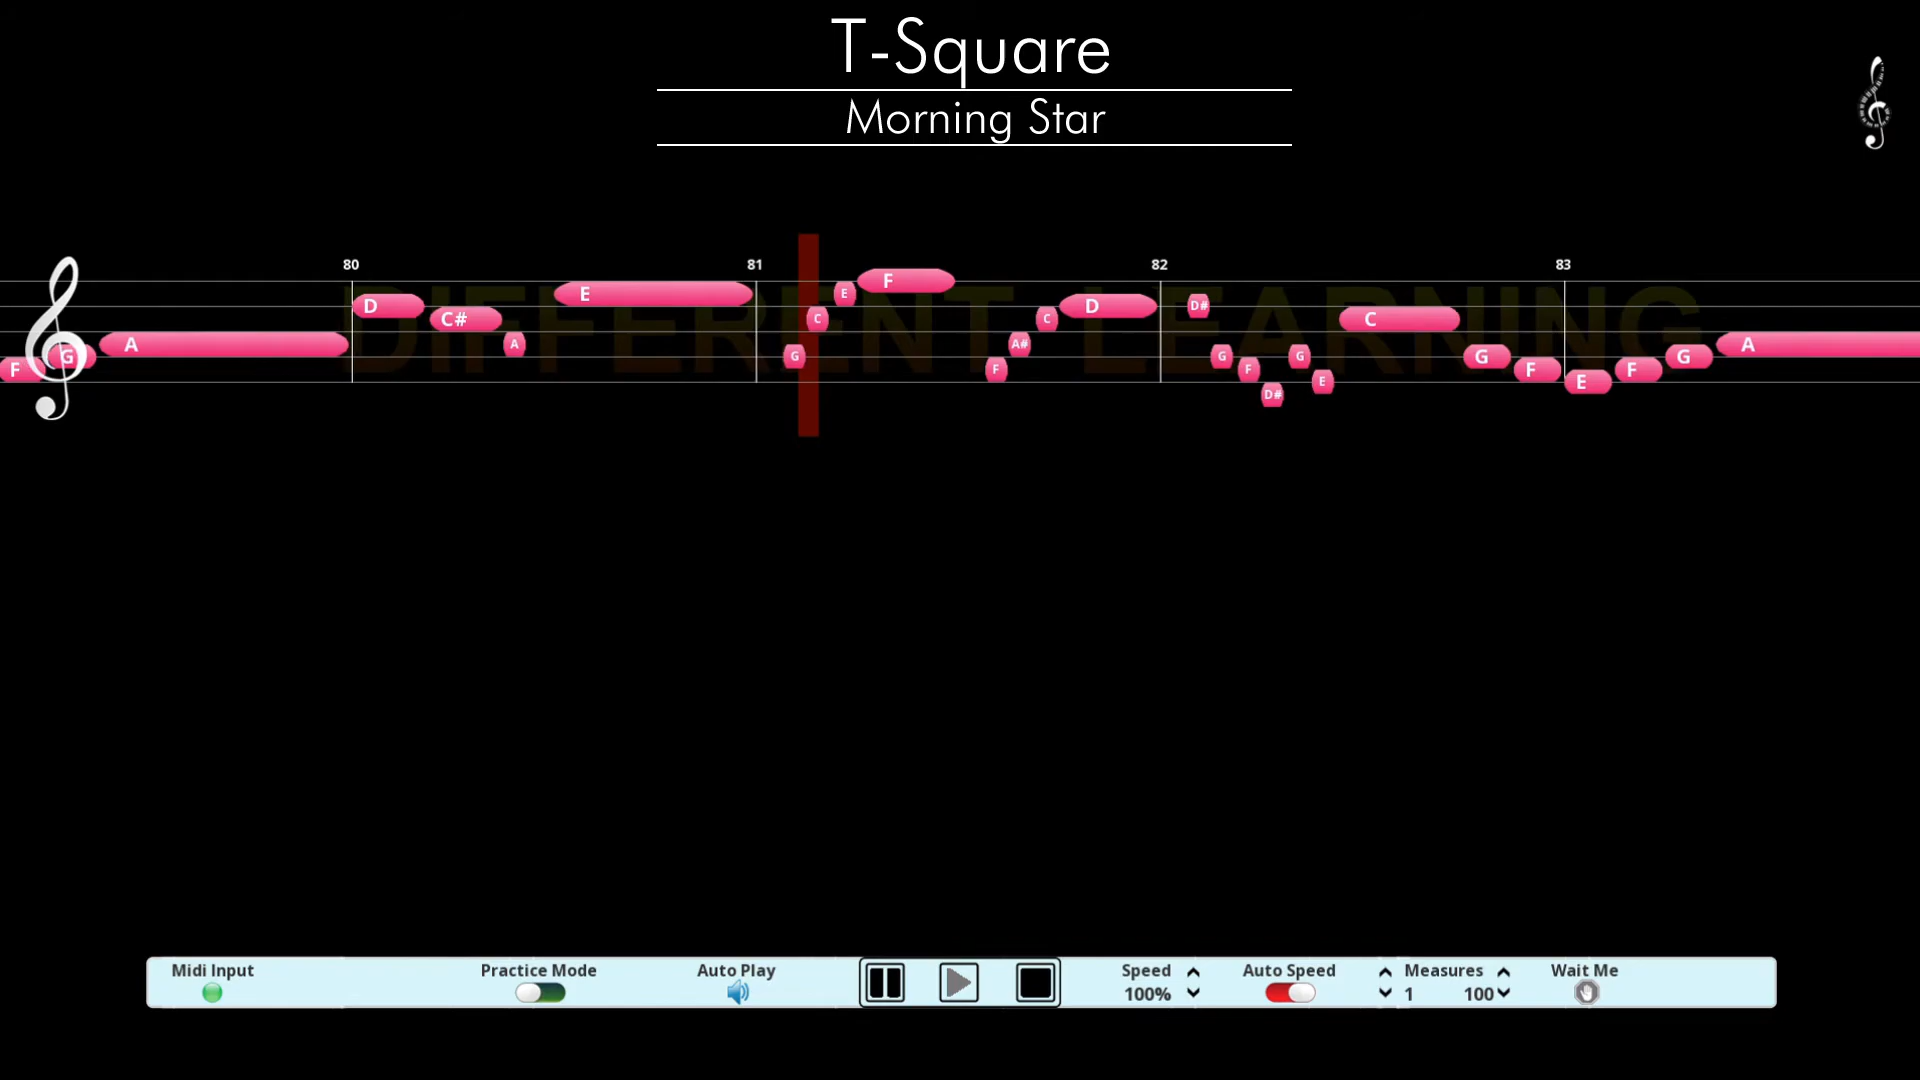 T-Square
Morning Star
80 81 82 83
DIFFERENT LEARNING
F G A D C# A E G C E F F A# C D D# G F D# G E C G F E F G A
Midi Input Practice Mode Auto Play Speed Auto Speed Measures Wait Me
100% 1 100